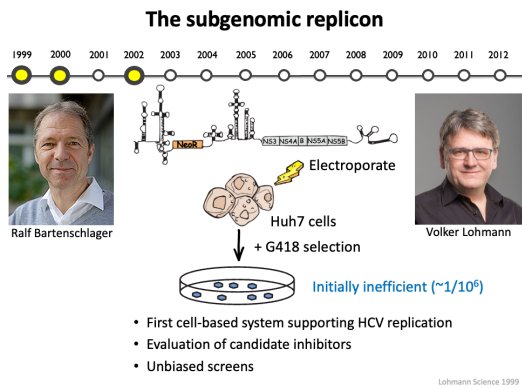 The subgenomic replicon
1999 2000 2001 2002 2003 2004 2005 2006 2007 2008 2009 2010 2011 2012
NeoR
NS3 NS4A B NS5A NS5B
Electroporate
Huh7 cells
+ G418 selection
Ralf Bartenschlager
Volker Lohmann
Initially inefficient (~1/10⁶)
• First cell-based system supporting HCV replication
• Evaluation of candidate inhibitors
• Unbiased screens
Lohmann Science 1999